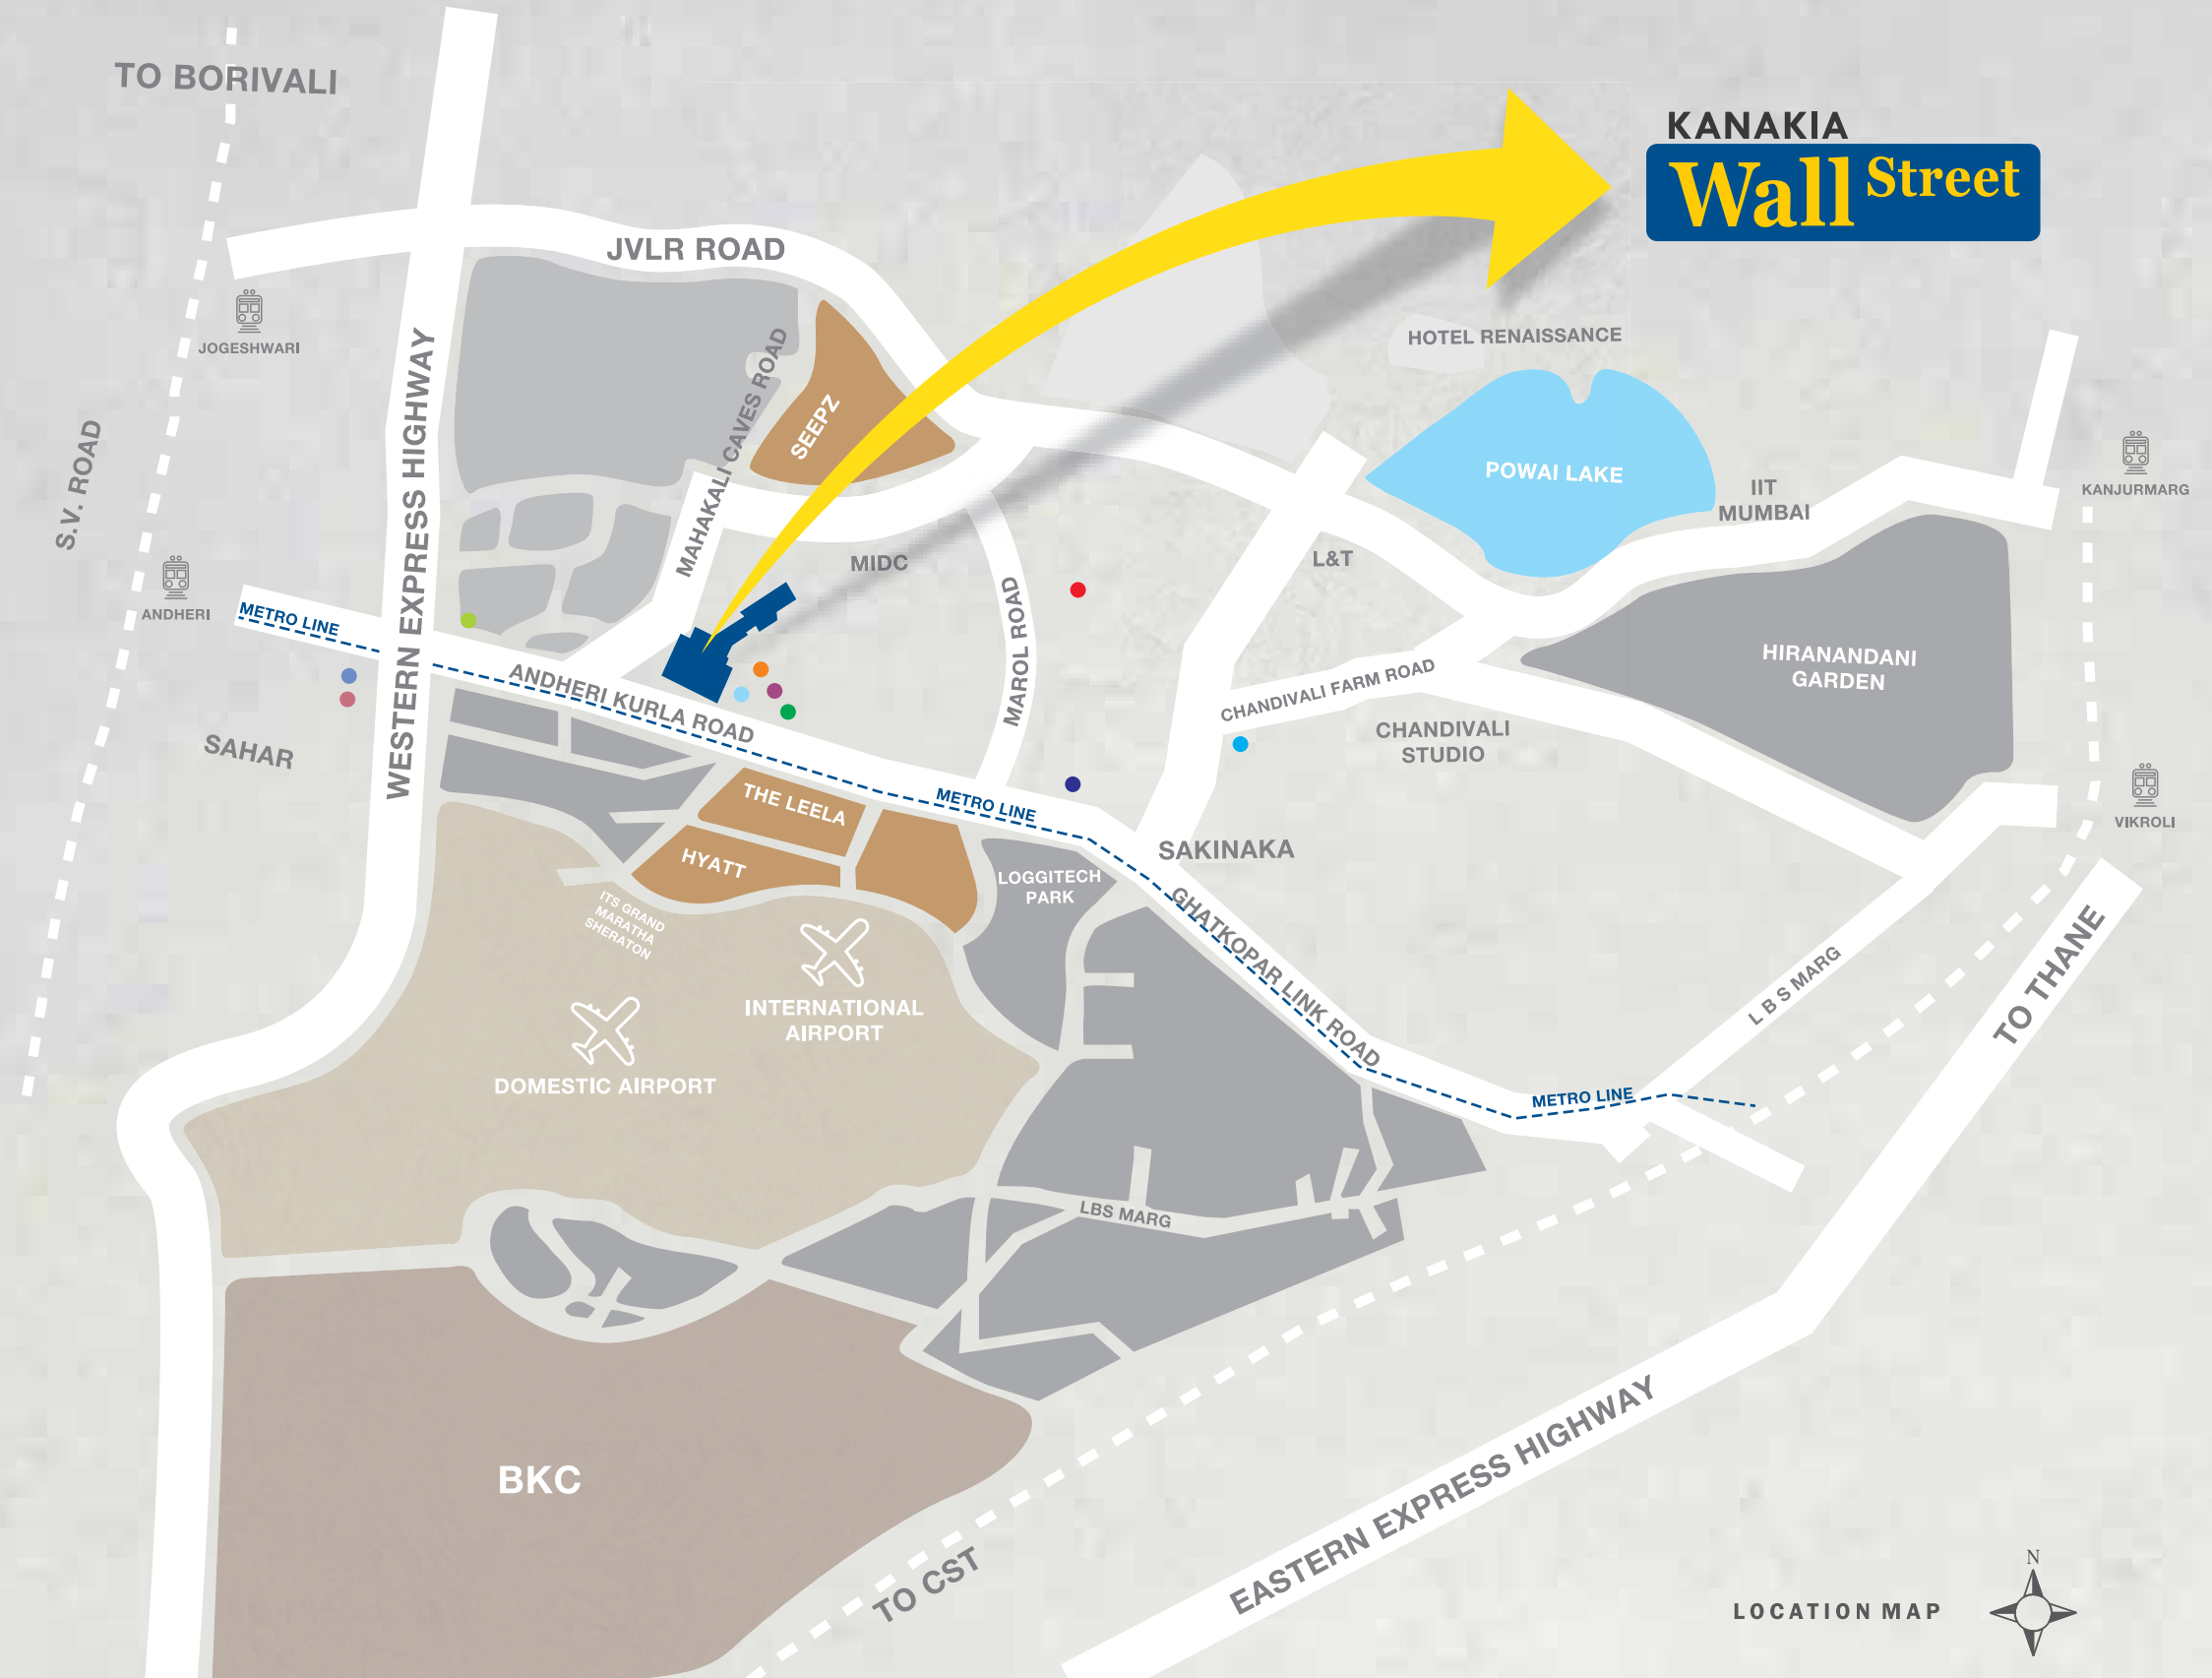 TO BORIVALI
KANAKIA
Wall Street
JVLR ROAD
JOGESHWARI
HOTEL RENAISSANCE
WESTERN EXPRESS HIGHWAY
MAHAKALI CAVES ROAD
SEEPZ
S.V. ROAD
POWAI LAKE
IIT
MUMBAI
KANJURMARG
MIDC
L&T
ANDHERI
METRO LINE
MAROL ROAD
HIRANANDANI
GARDEN
ANDHERI KURLA ROAD
CHANDIVALI FARM ROAD
CHANDIVALI
STUDIO
SAHAR
THE LEELA
METRO LINE
VIKROLI
HYATT
SAKINAKA
LOGGITECH
PARK
ITS GRAND
MARATHA
SHERATON
GHATKOPAR LINK ROAD
L B S MARG
TO THANE
INTERNATIONAL
AIRPORT
DOMESTIC AIRPORT
METRO LINE
LBS MARG
BKC
EASTERN EXPRESS HIGHWAY
TO CST
LOCATION MAP
N